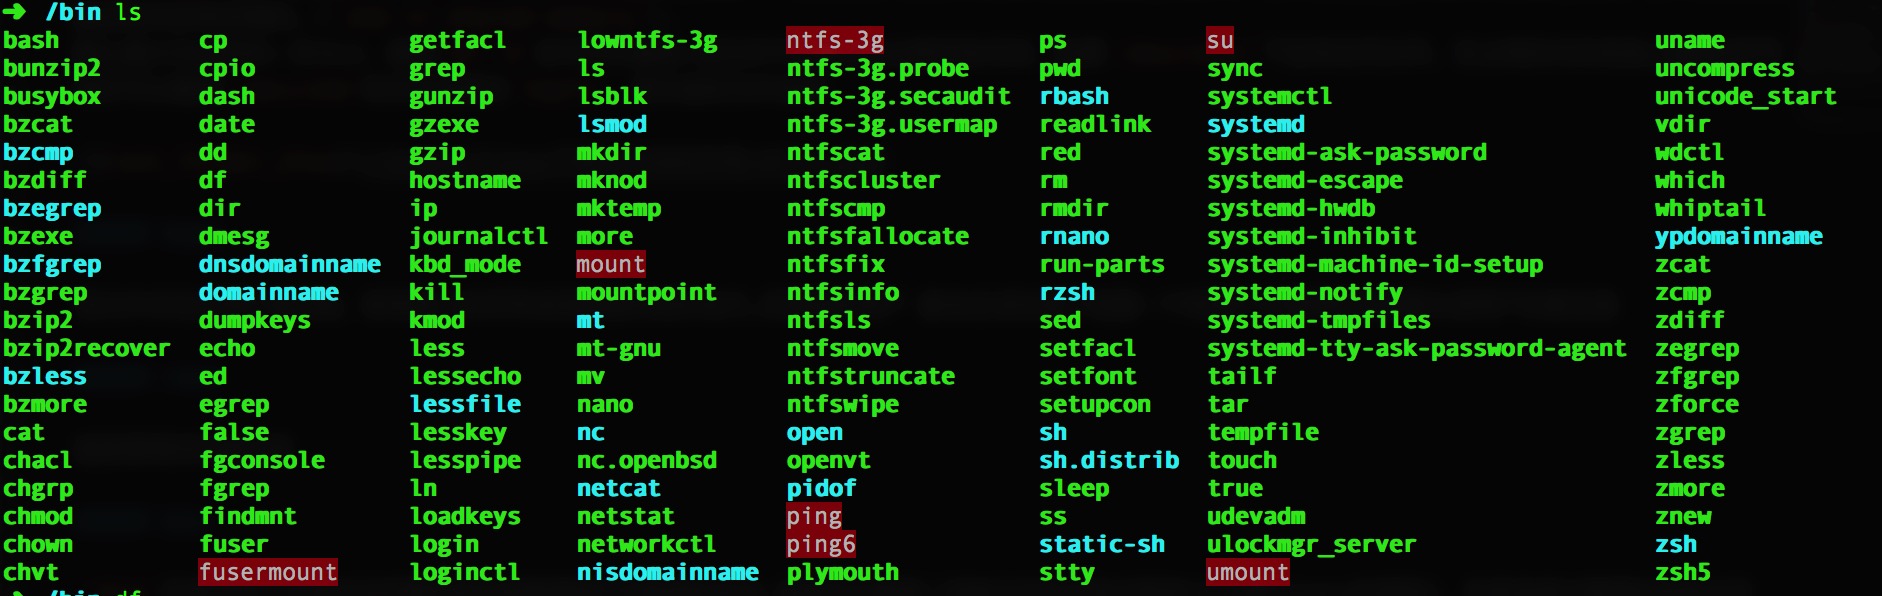 ➜ /bin ls
bash cp getfacl lowntfs-3g ntfs-3g ps su uname
bunzip2 cpio grep ls ntfs-3g.probe pwd sync uncompress
busybox dash gunzip lsblk ntfs-3g.secaudit rbash systemctl unicode_start
bzcat date gzexe lsmod ntfs-3g.usermap readlink systemd vdir
bzcmp dd gzip mkdir ntfscat red systemd-ask-password wdctl
bzdiff df hostname mknod ntfscluster rm systemd-escape which
bzegrep dir ip mktemp ntfscmp rmdir systemd-hwdb whiptail
bzexe dmesg journalctl more ntfsfallocate rnano systemd-inhibit ypdomainname
bzfgrep dnsdomainname kbd_mode mount ntfsfix run-parts systemd-machine-id-setup zcat
bzgrep domainname kill mountpoint ntfsinfo rzsh systemd-notify zcmp
bzip2 dumpkeys kmod mt ntfsls sed systemd-tmpfiles zdiff
bzip2recover echo less mt-gnu ntfsmove setfacl systemd-tty-ask-password-agent zegrep
bzless ed lessecho mv ntfstruncate setfont tailf zfgrep
bzmore egrep lessfile nano ntfswipe setupcon tar zforce
cat false lesskey nc open sh tempfile zgrep
chacl fgconsole lesspipe nc.openbsd openvt sh.distrib touch zless
chgrp fgrep ln netcat pidof sleep true zmore
chmod findmnt loadkeys netstat ping ss udevadm znew
chown fuser login networkctl ping6 static-sh ulockmgr_server zsh
chvt fusermount loginctl nisdomainname plymouth stty umount zsh5
➜ /bin df